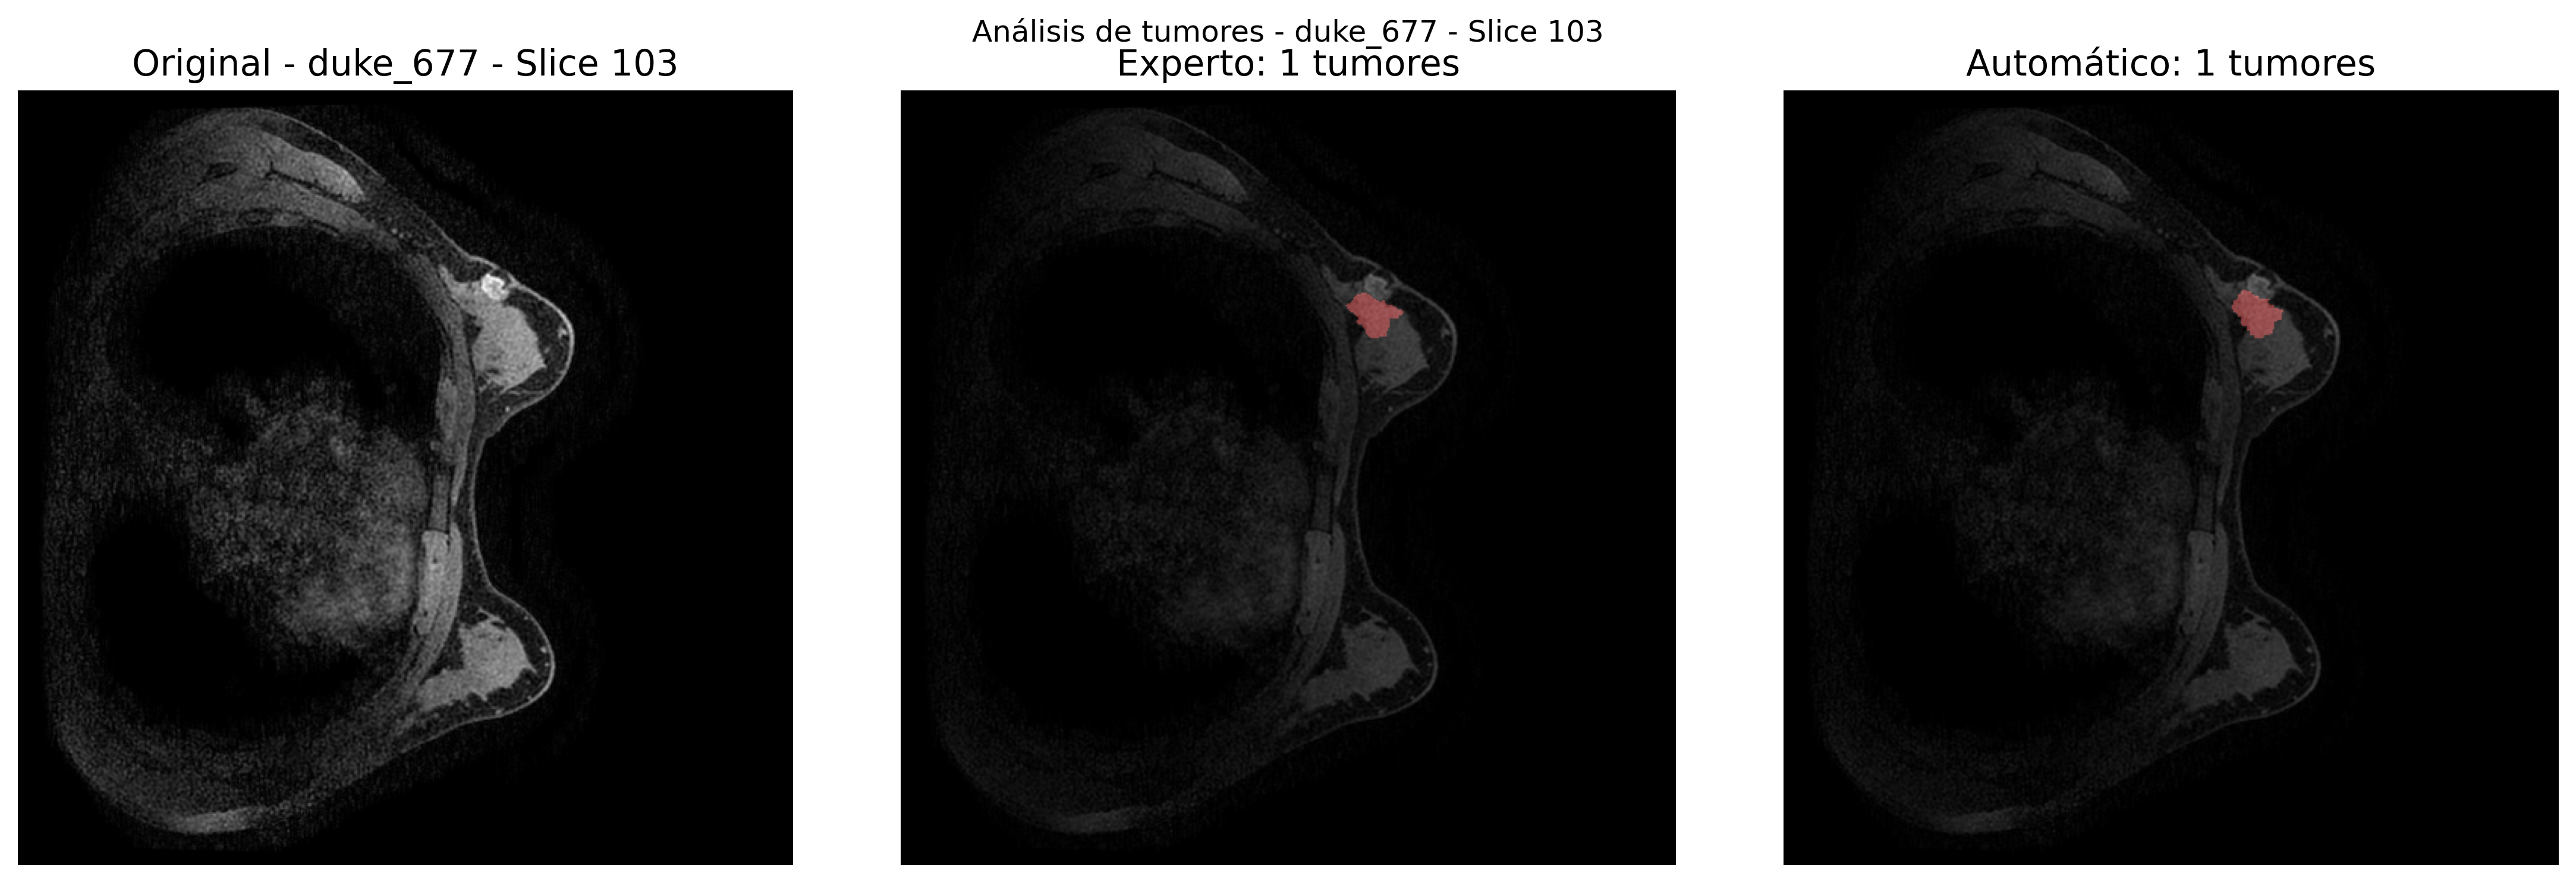 Análisis de tumores - duke_677 - Slice 103
Original - duke_677 - Slice 103
Experto: 1 tumores
Automático: 1 tumores